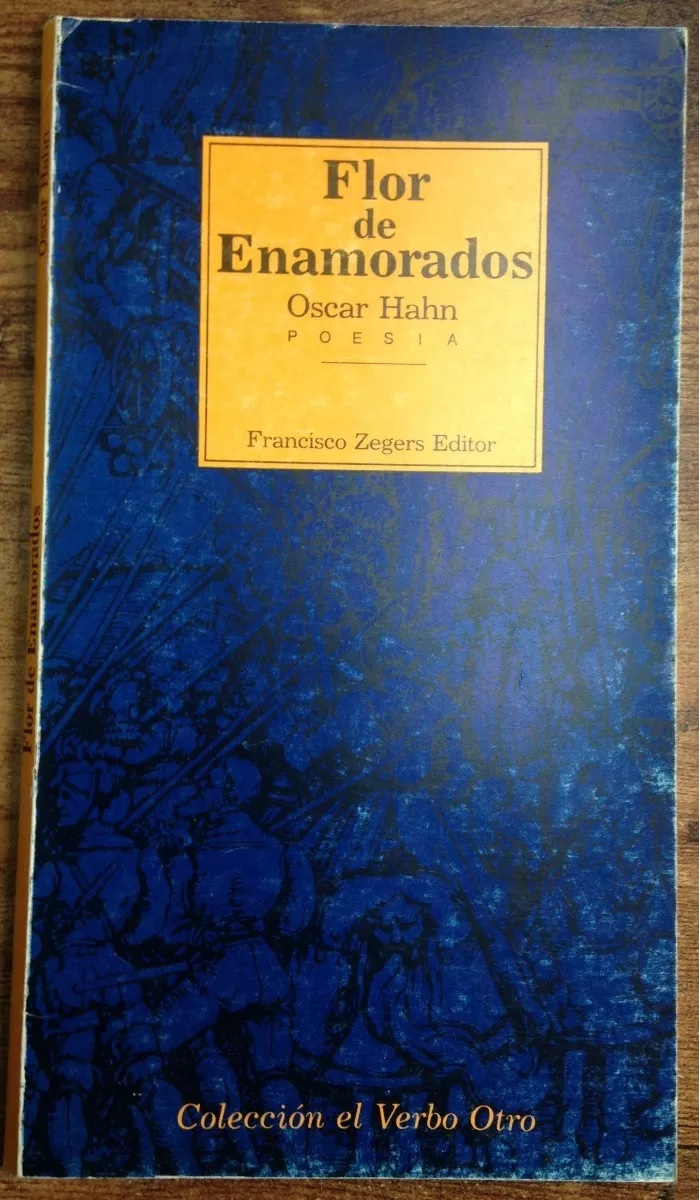 Flor
de
Enamorados
Oscar Hahn
POESIA
Francisco Zegers Editor
Colección el Verbo Otro
Oscar Hahn
Flor de Enamorados